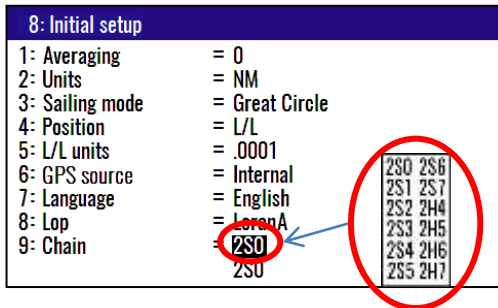 8: Initial setup
1: Averaging = 0
2: Units = NM
3: Sailing mode = Great Circle
4: Position = L/L
5: L/L units = .0001
6: GPS source = Internal
7: Language = English
8: Lop = LoranA
9: Chain = 2S0
2S0
2S0 2S6
2S1 2S7
2S2 2H4
2S3 2H5
2S4 2H6
2S5 2H7